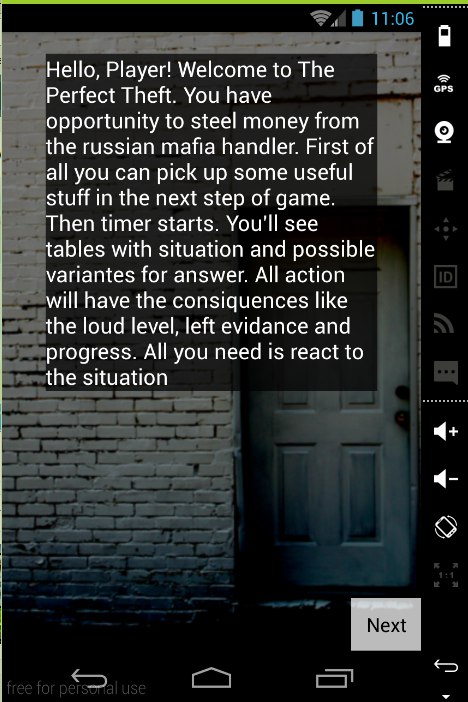 11:06
Hello, Player! Welcome to The
Perfect Theft. You have
opportunity to steel money from
the russian mafia handler. First of
all you can pick up some useful
stuff in the next step of game.
Then timer starts. You'll see
tables with situation and possible
variantes for answer. All action
will have the consiquences like
the loud level, left evidance and
progress. All you need is react to
the situation
Next
free for personal use
GPS
ID
1:1